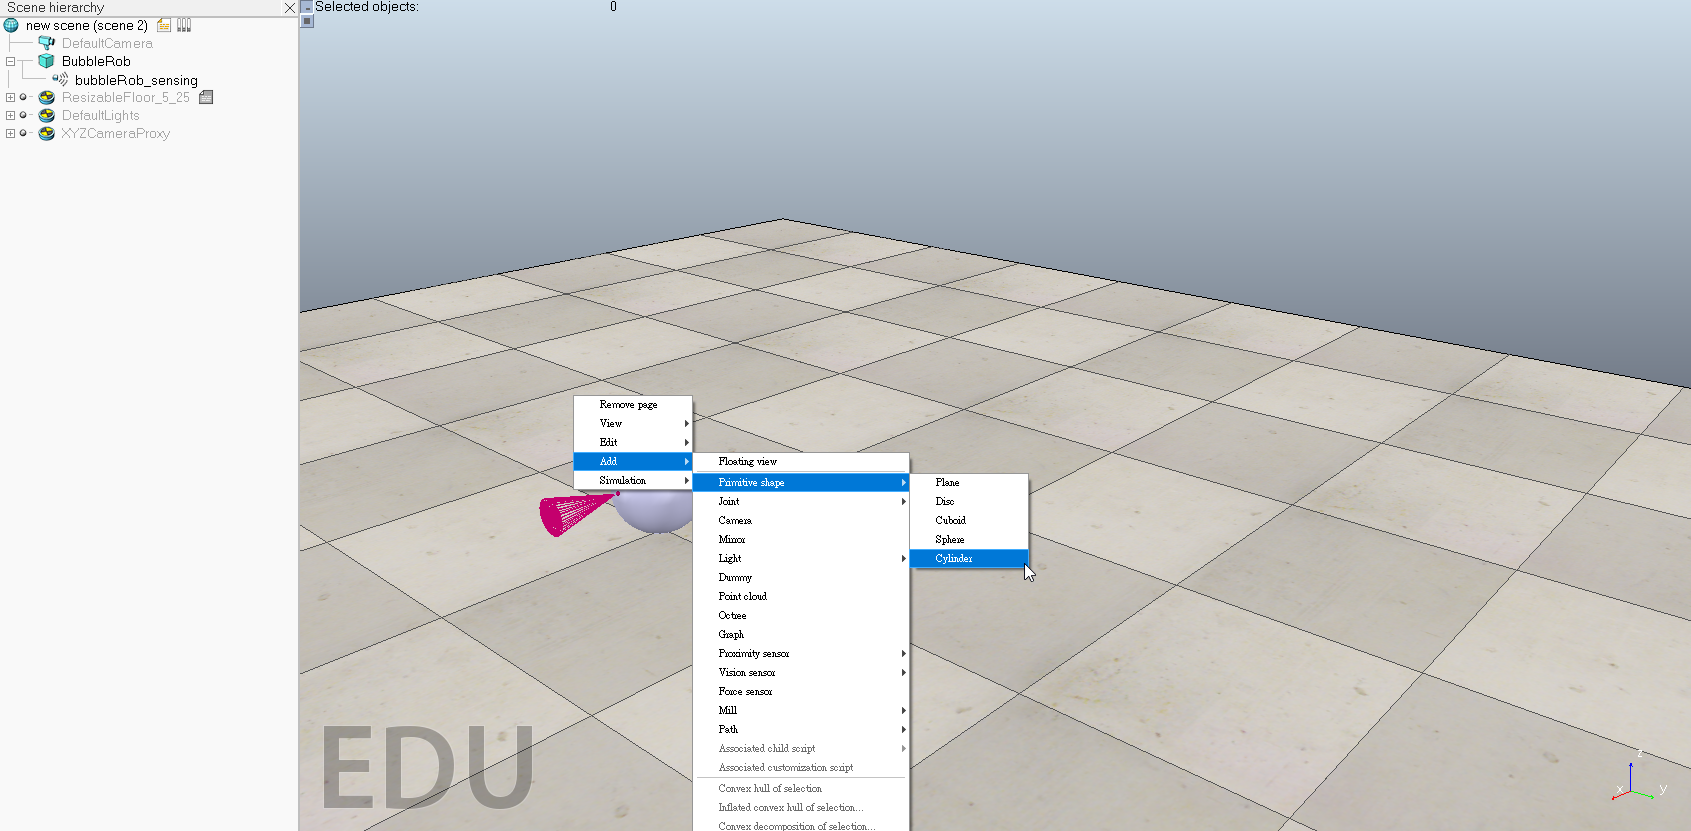 Scene hierarchy
new scene (scene 2)
DefaultCamera
BubbleRob
bubbleRob_sensing
ResizableFloor_5_25
DefaultLights
XYZCameraProxy
Selected objects: 0
Remove page
View
Edit
Add
Simulation
Floating view
Primitive shape
Joint
Camera
Mirror
Light
Dummy
Point cloud
Octree
Graph
Proximity sensor
Vision sensor
Force sensor
Mill
Path
Associated child script
Associated customization script
Convex hull of selection
Inflated convex hull of selection...
Convex decomposition of selection...
Plane
Disc
Cuboid
Sphere
Cylinder
EDU
z
x
y